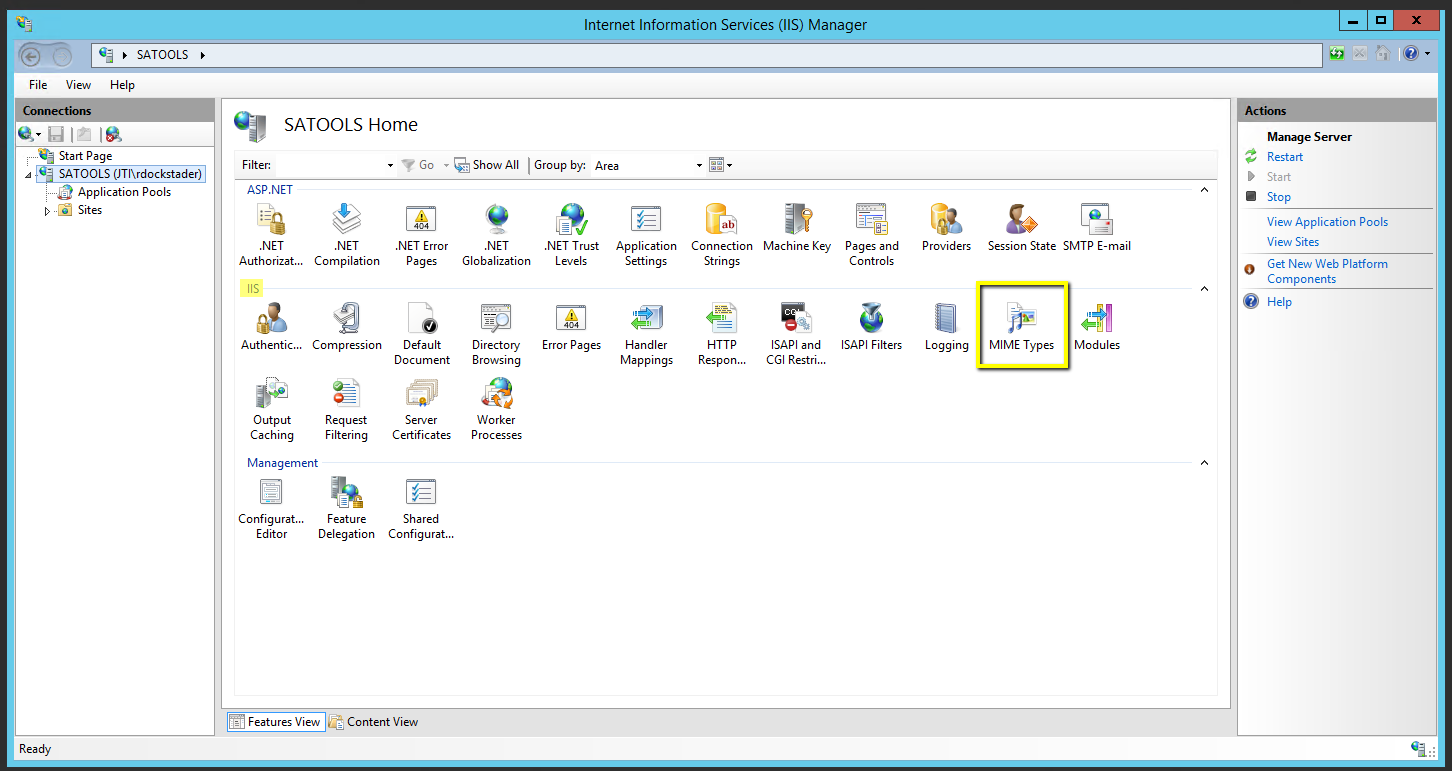 Internet Information Services (IIS) Manager
SATOOLS
File View Help
Connections
Start Page
SATOOLS (JTI\rdockstader)
Application Pools
Sites
SATOOLS Home
Filter: Go Show All Group by: Area
ASP.NET
.NET Authorizat...
.NET Compilation
.NET Error Pages
.NET Globalization
.NET Trust Levels
Application Settings
Connection Strings
Machine Key
Pages and Controls
Providers
Session State
SMTP E-mail
IIS
Authentic...
Compression
Default Document
Directory Browsing
Error Pages
Handler Mappings
HTTP Respon...
ISAPI and CGI Restri...
ISAPI Filters
Logging
MIME Types
Modules
Output Caching
Request Filtering
Server Certificates
Worker Processes
Management
Configurat... Editor
Feature Delegation
Shared Configurat...
Features View
Content View
Actions
Manage Server
Restart
Start
Stop
View Application Pools
View Sites
Get New Web Platform
Components
Help
Ready